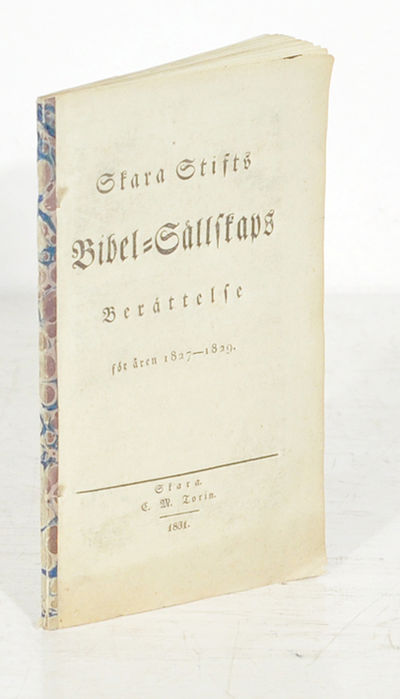 Skara Stifts
Bibel=Sällskaps
Berättelse
för åren 1827—1829.
Skara.
C. M. Torin.
1831.